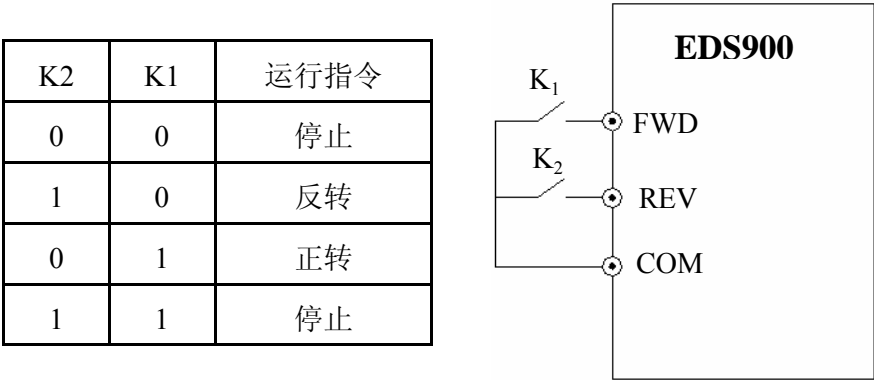 K2 K1 运行指令
0 0 停止
1 0 反转
0 1 正转
1 1 停止
EDS900
K1
FWD
K2
REV
COM